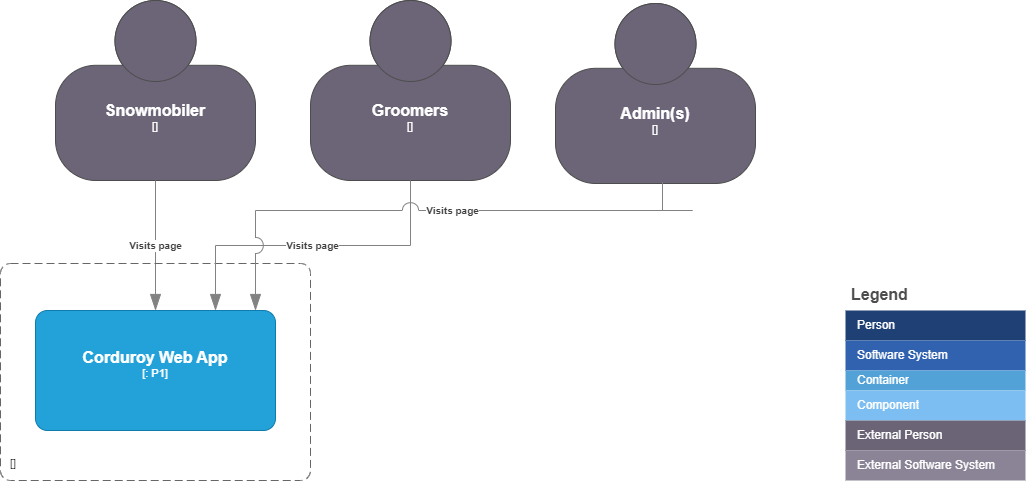 Snowmobiler
[]
Groomers
[]
Admin(s)
[]
Visits page
Visits page
Visits page
Corduroy Web App
[: P1]
[]
Legend
Person
Software System
Container
Component
External Person
External Software System